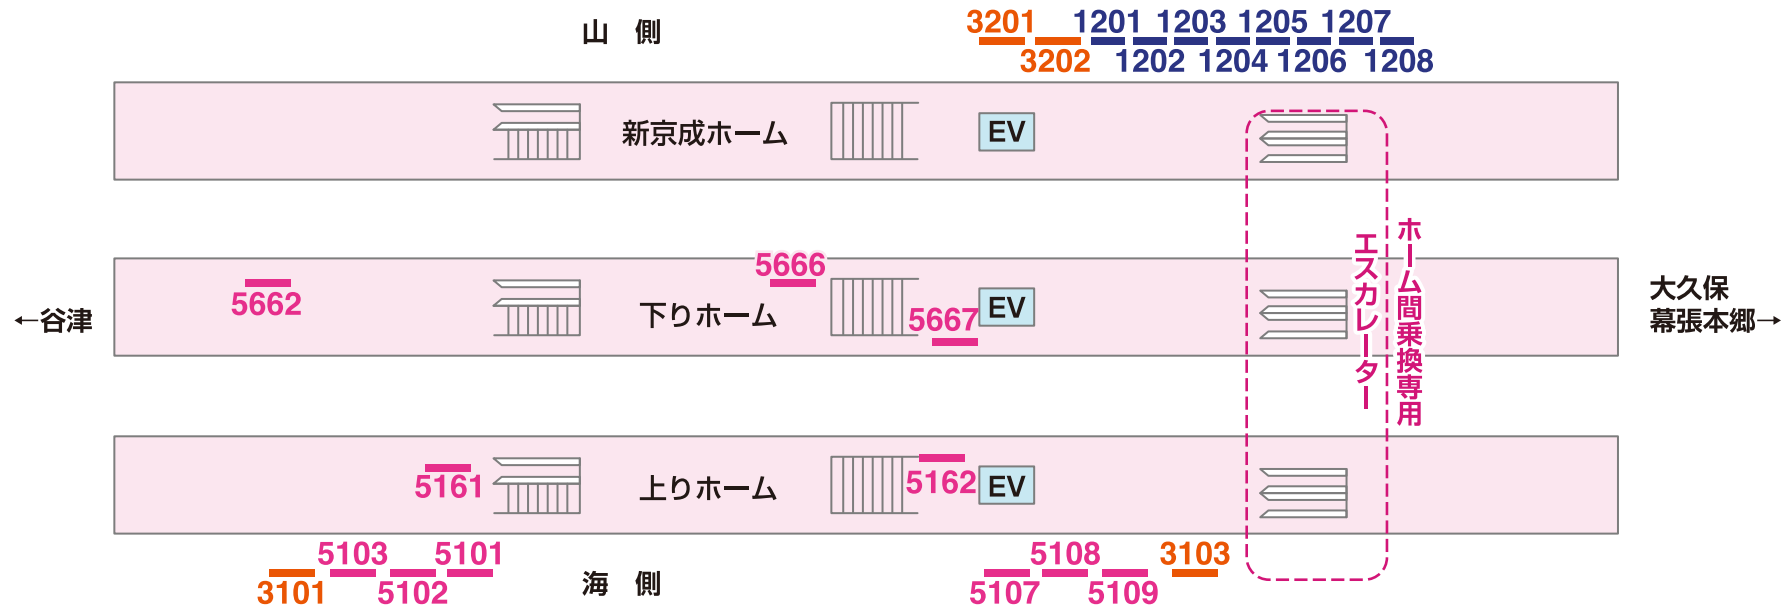 山 側
3201 1201 1203 1205 1207
3202 1202 1204 1206 1208
新京成ホーム
EV
ホーム間乗換専用
エスカレーター
5666
5662
下りホーム
5667
EV
←谷津
大久保
幕張本郷→
5161
上りホーム
5162
EV
5103 5101
3101 5102
海 側
5108 3103
5107 5109